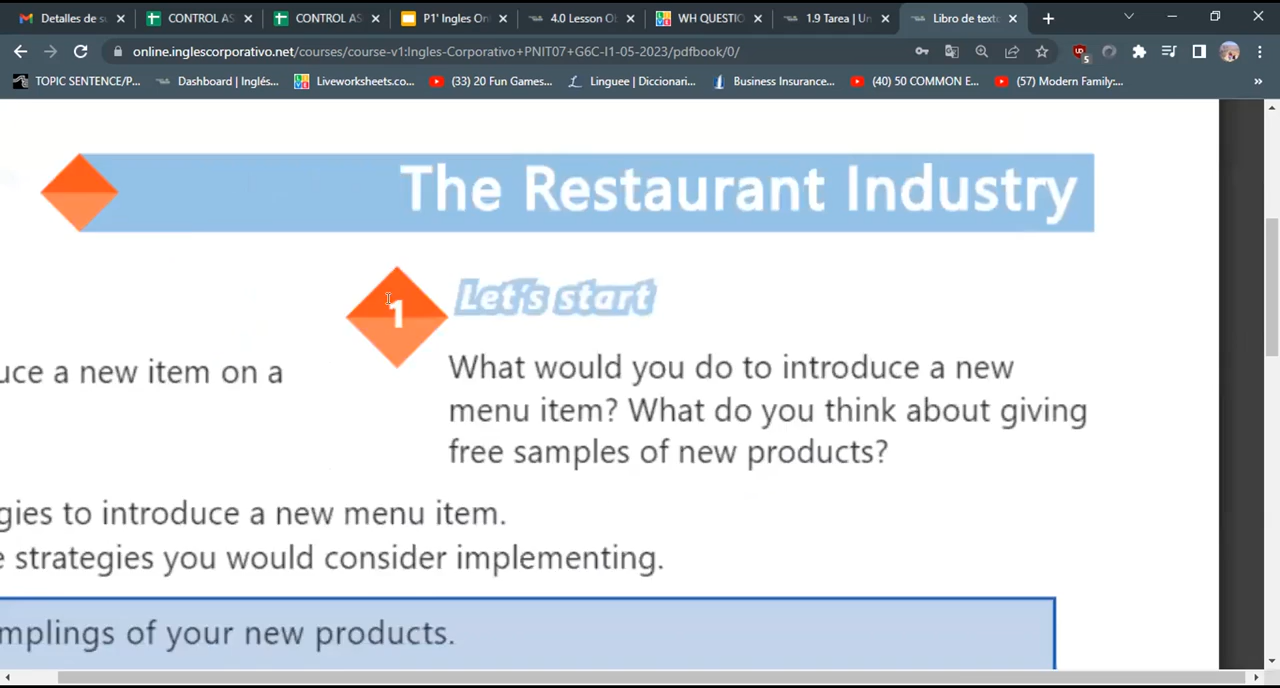 Detalles de su
CONTROL AS
CONTROL AS
P1' Ingles On
4.0 Lesson Ob
WH QUESTIO
1.9 Tarea | Un
Libro de texto
online.inglescorporativo.net/courses/course-v1:Ingles-Corporativo+PNIT07+G6C-I1-05-2023/pdfbook/0/
5
TOPIC SENTENCE/P...
Dashboard | Inglés...
Liveworksheets.co...
(33) 20 Fun Games...
Linguee | Diccionari...
Business Insurance...
(40) 50 COMMON E...
(57) Modern Family:...
»
The Restaurant Industry
1
Let's start
uce a new item on a
What would you do to introduce a new
menu item? What do you think about giving
free samples of new products?
gies to introduce a new menu item.
e strategies you would consider implementing.
mplings of your new products.